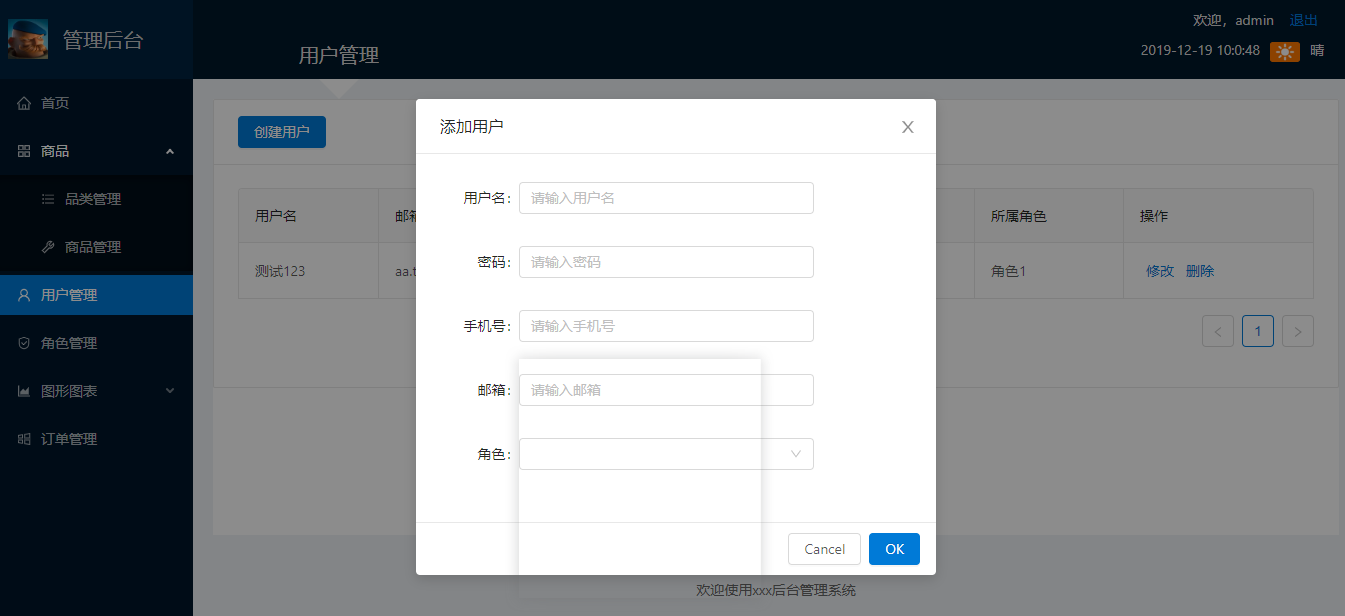 管理后台
欢迎，admin 退出
用户管理
2019-12-19 10:0:48 晴
首页
商品
品类管理
商品管理
用户管理
角色管理
图形图表
订单管理
创建用户
用户名 邮箱 所属角色 操作
测试123 aa.t 角色1 修改 删除
1
添加用户
用户名: 请输入用户名
密码: 请输入密码
手机号: 请输入手机号
邮箱: 请输入邮箱
角色:
Cancel OK
欢迎使用xxx后台管理系统